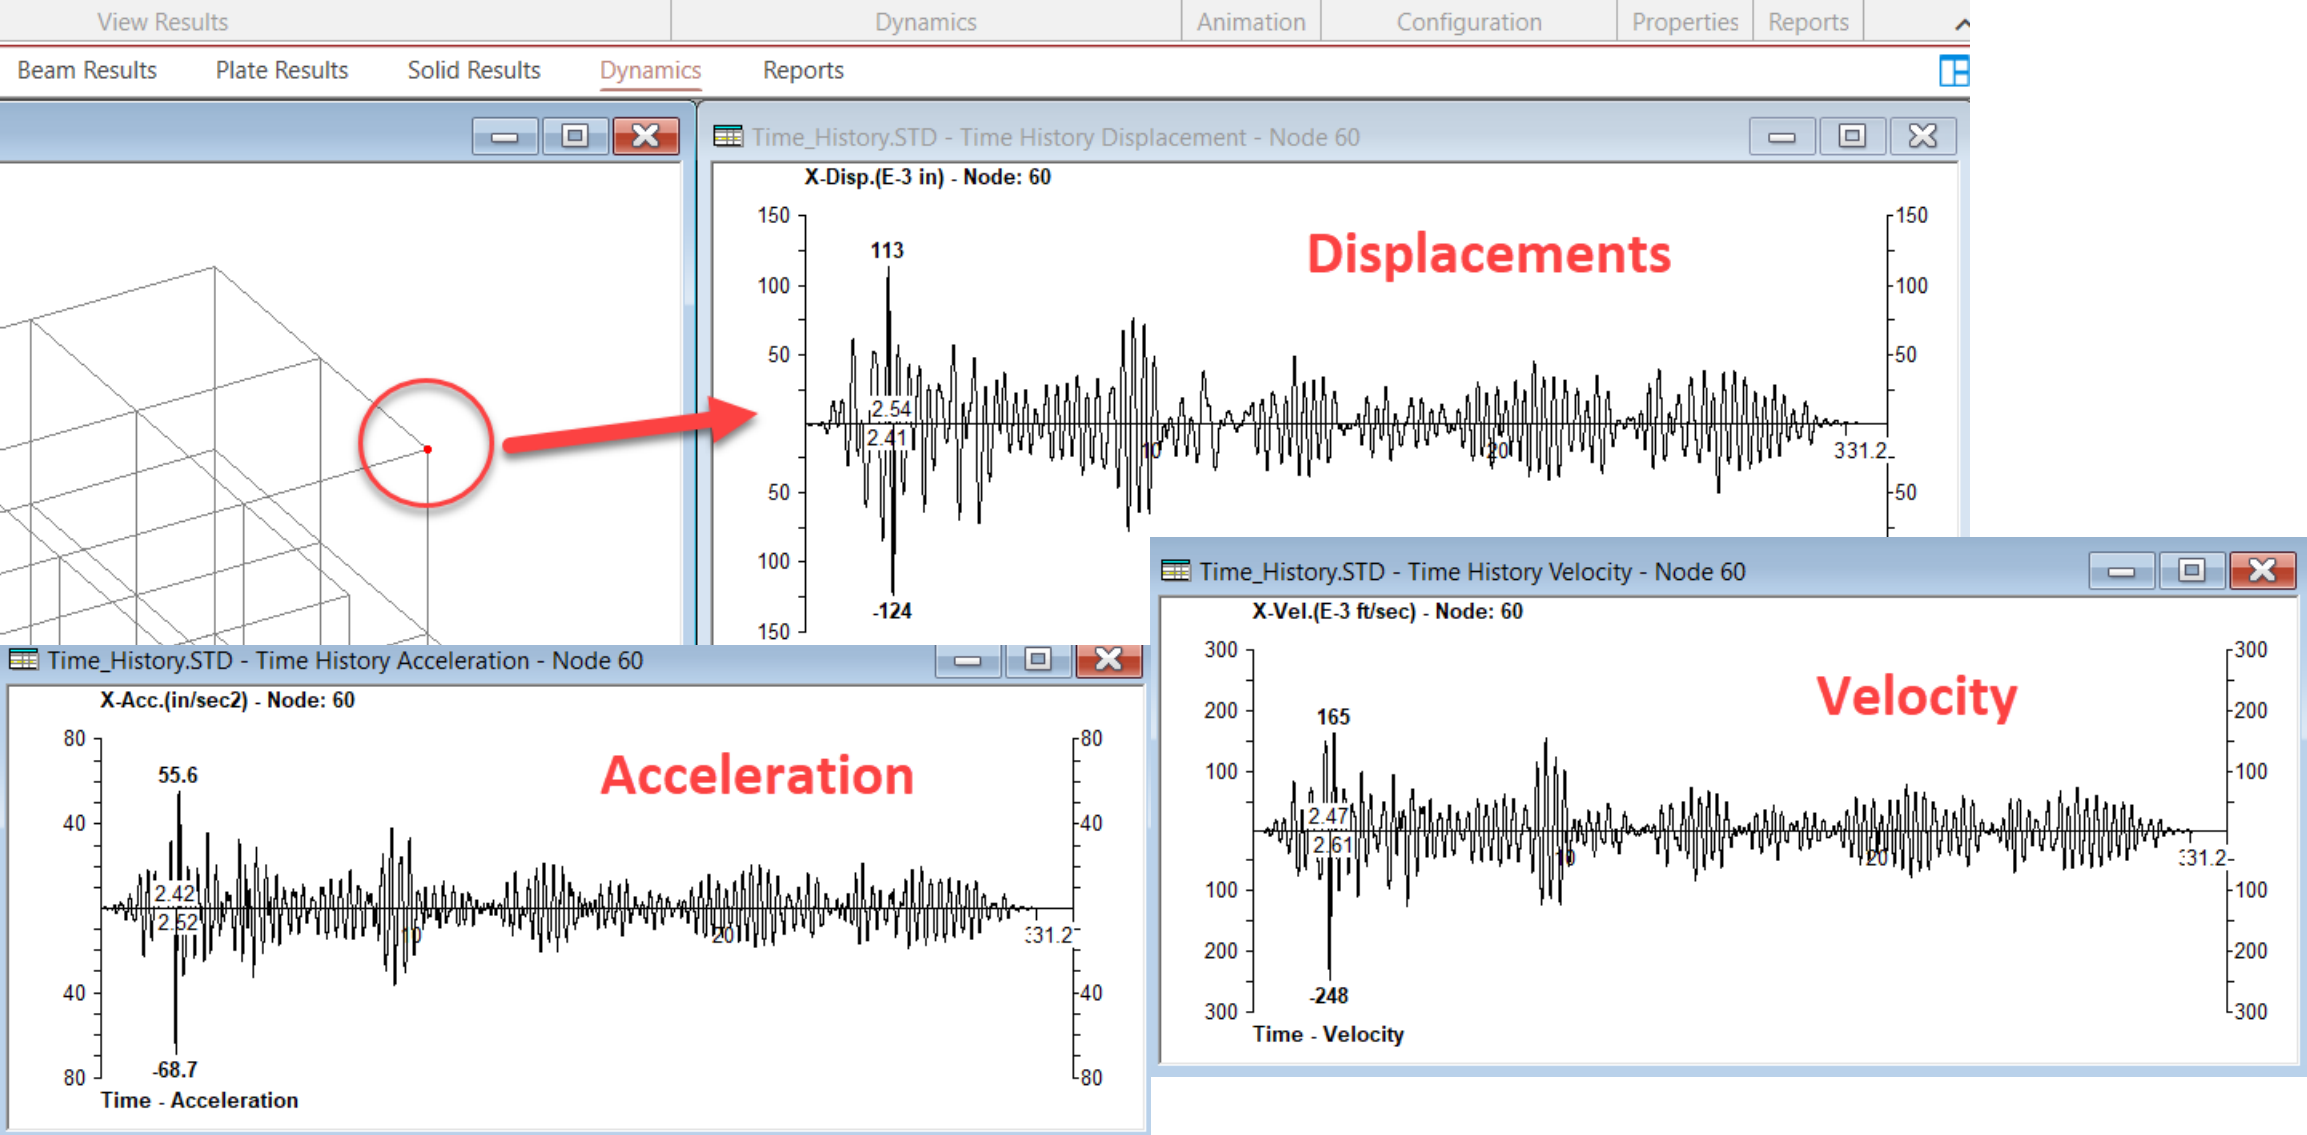 View Results
Dynamics
Animation
Configuration
Properties
Reports
Beam Results
Plate Results
Solid Results
Dynamics
Reports
Time_History.STD - Time History Displacement - Node 60
X-Disp.(E-3 in) - Node: 60
Displacements
150
150
113
100
100
50
50
2.54
2.41
10
20
331.2
50
50
100
-124
150
Time_History.STD - Time History Velocity - Node 60
X-Vel.(E-3 ft/sec) - Node: 60
Velocity
300
300
200
200
165
100
100
2.47
2.61
10
20
331.2
100
100
200
200
-248
300
300
Time - Velocity
Time_History.STD - Time History Acceleration - Node 60
X-Acc.(in/sec2) - Node: 60
Acceleration
80
80
55.6
40
40
2.42
2.52
10
20
331.2
40
40
-68.7
80
80
Time - Acceleration